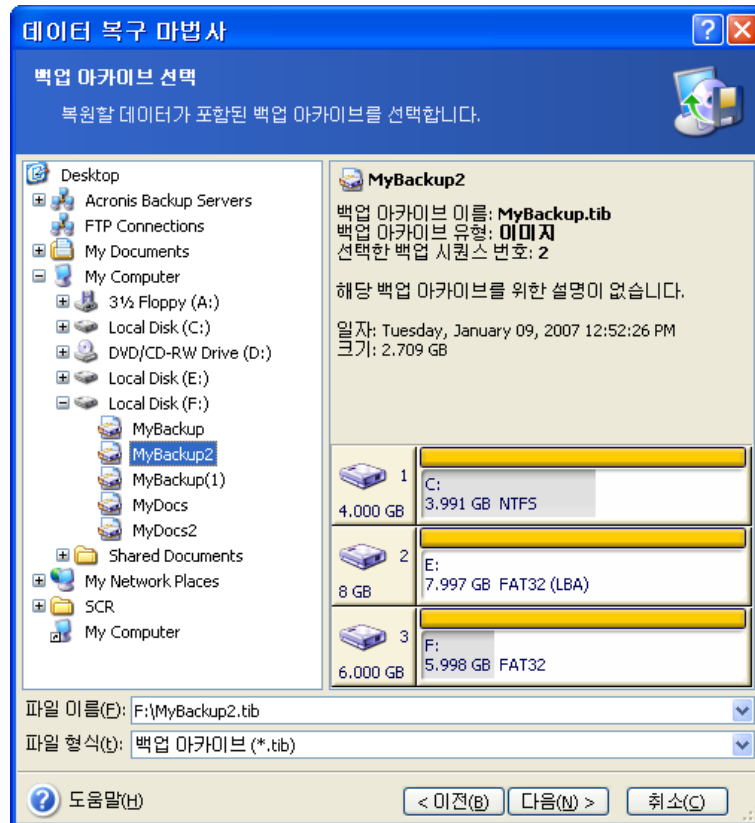 데이터 복구 마법사
백업 아카이브 선택
복원할 데이터가 포함된 백업 아카이브를 선택합니다.
Desktop
Acronis Backup Servers
FTP Connections
My Documents
My Computer
3½ Floppy (A:)
Local Disk (C:)
DVD/CD-RW Drive (D:)
Local Disk (E:)
Local Disk (F:)
MyBackup
MyBackup2
MyBackup(1)
MyDocs
MyDocs2
Shared Documents
My Network Places
SCR
My Computer
MyBackup2
백업 아카이브 이름: MyBackup.tib
백업 아카이브 유형: 이미지
선택한 백업 시퀀스 번호: 2
해당 백업 아카이브를 위한 설명이 없습니다.
일자: Tuesday, January 09, 2007 12:52:26 PM
크기: 2.709 GB
1
4.000 GB
C:
3.991 GB NTFS
2
8 GB
E:
7.997 GB FAT32 (LBA)
3
6.000 GB
F:
5.998 GB FAT32
파일 이름(F): F:\MyBackup2.tib
파일 형식(t): 백업 아카이브 (*.tib)
도움말(H)
< 이전(B) 다음(N) > 취소(C)